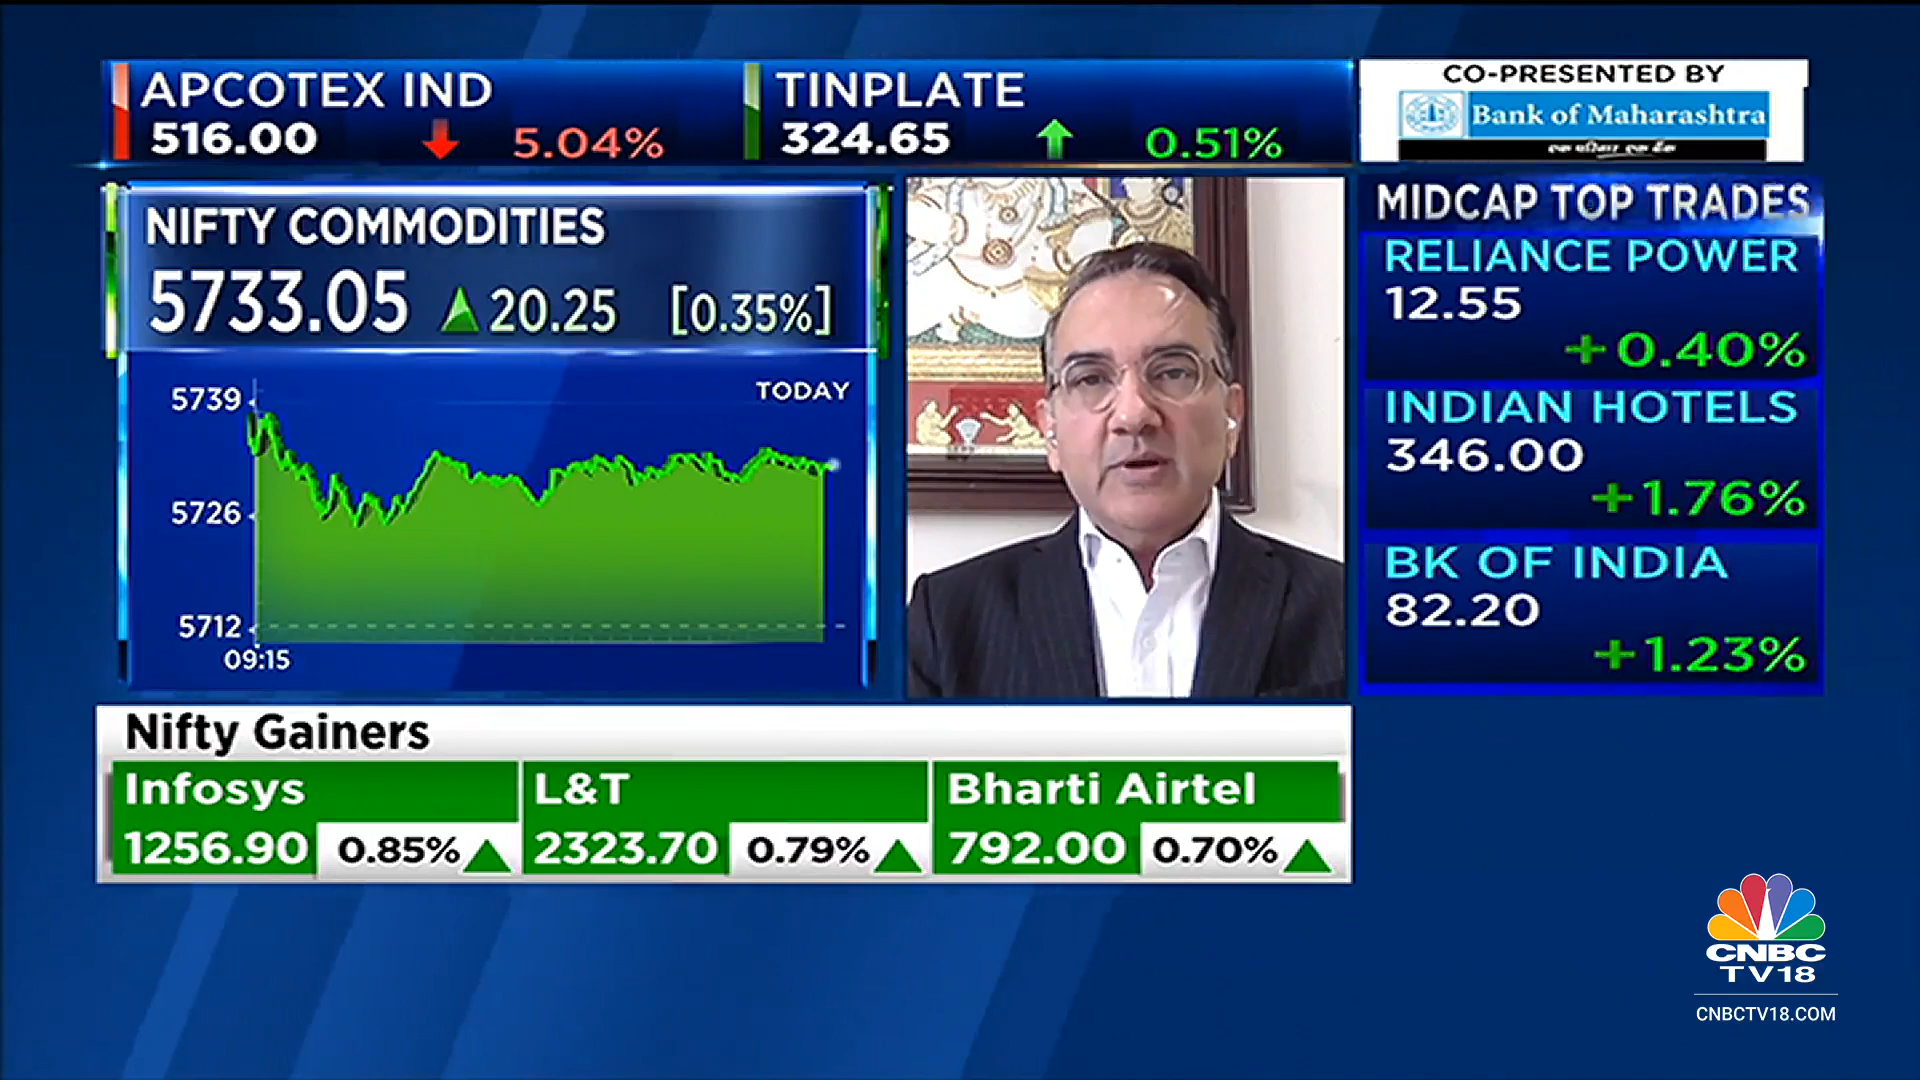 APCOTEX IND
516.00 5.04%
TINPLATE
324.65 0.51%
CO-PRESENTED BY
Bank of Maharashtra
एक परिवार एक बैंक
NIFTY COMMODITIES
5733.05 20.25 [0.35%]
TODAY
5739
5726
5712
09:15
MIDCAP TOP TRADES
RELIANCE POWER
12.55
+0.40%
INDIAN HOTELS
346.00
+1.76%
BK OF INDIA
82.20
+1.23%
Nifty Gainers
Infosys
1256.90 0.85%
L&T
2323.70 0.79%
Bharti Airtel
792.00 0.70%
CNBC
TV18
CNBCTV18.COM